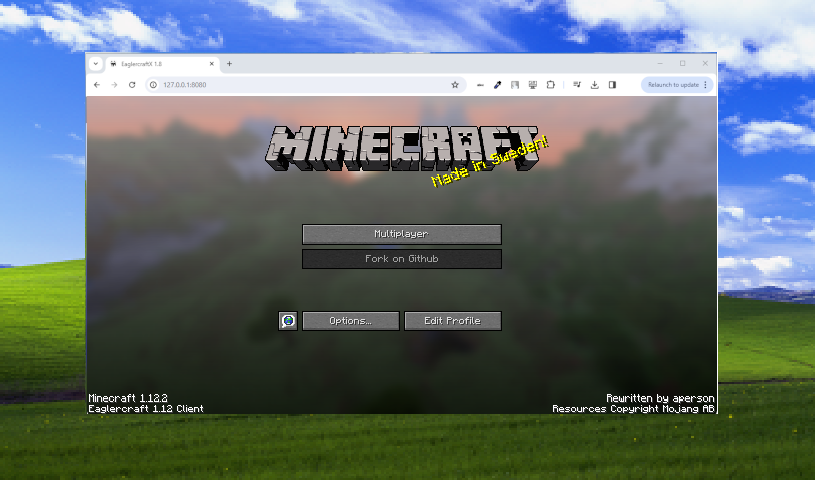 EaglercraftX 1.8
127.0.0.1:8080
Relaunch to update
MINECRAFT
Made in Sweden!
Multiplayer
Fork on Github
Options...
Edit Profile
Minecraft 1.12.2
Rewritten by aperson
Eaglercraft 1.12 Client
Resources Copyright Mojang AB